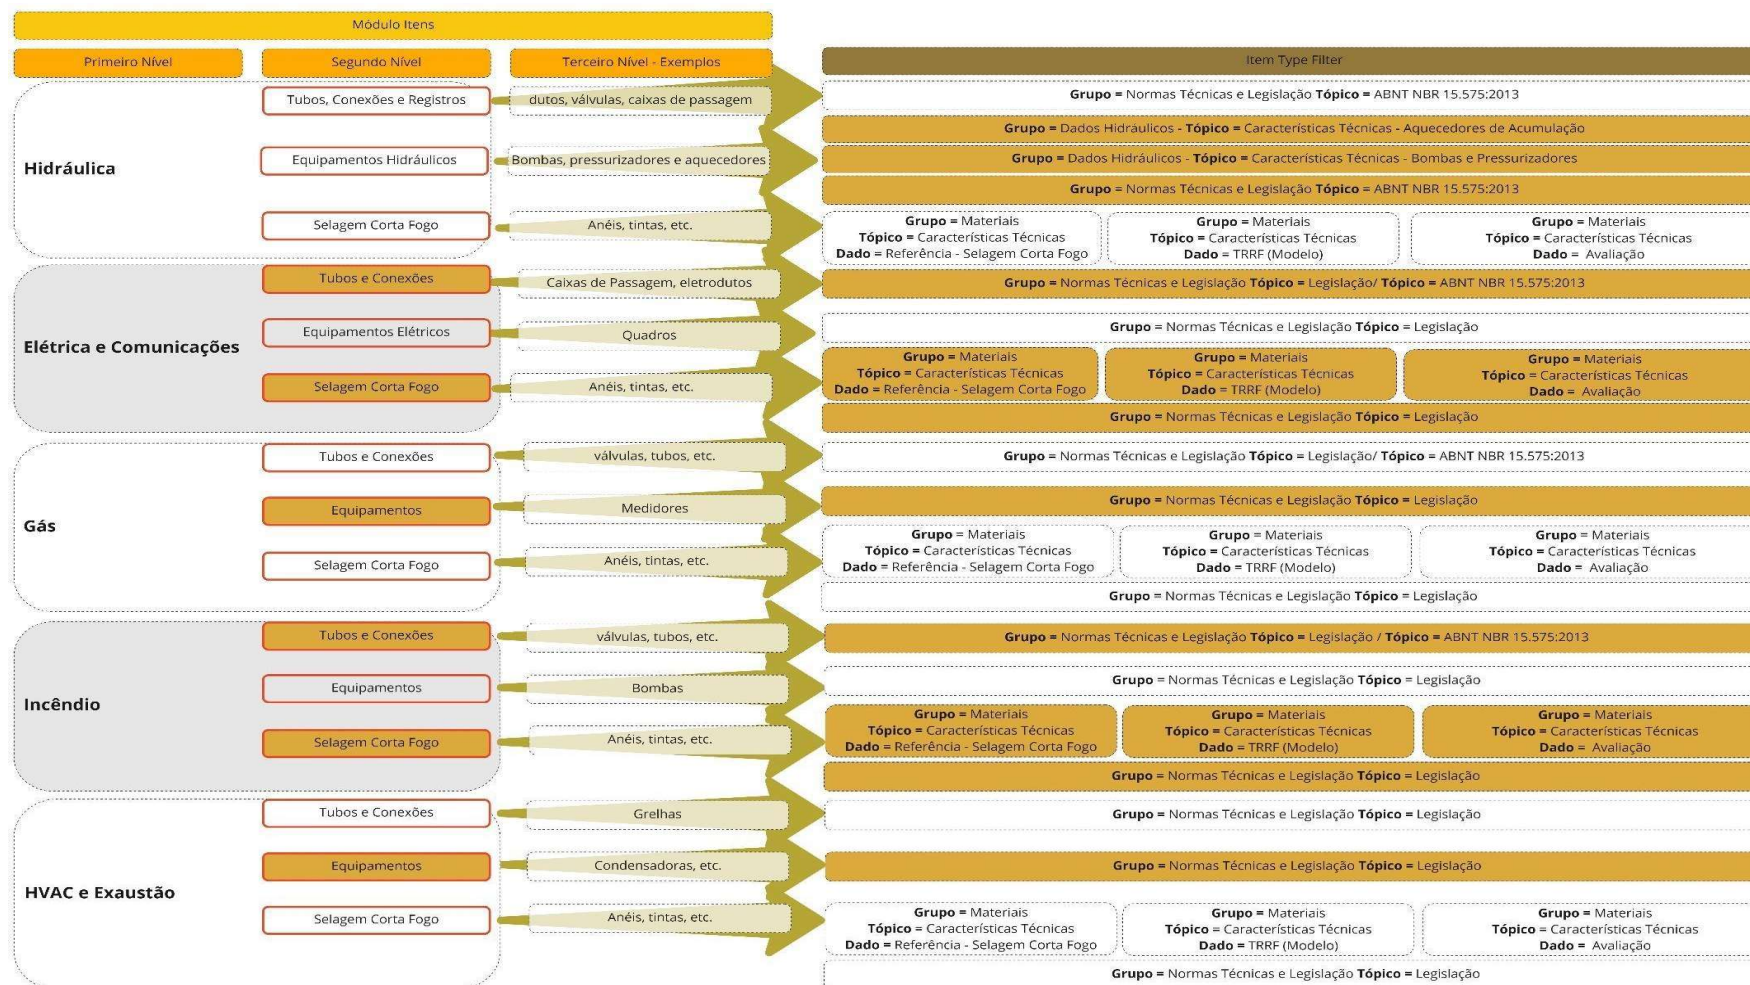 Módulo Itens
Primeiro Nível
Segundo Nível
Terceiro Nível - Exemplos
Item Type Filter
Hidráulica
Tubos, Conexões e Registros
dutos, válvulas, caixas de passagem
Grupo = Normas Técnicas e Legislação Tópico = ABNT NBR 15.575:2013
Equipamentos Hidráulicos
Bombas, pressurizadores e aquecedores
Grupo = Dados Hidráulicos - Tópico = Características Técnicas - Aquecedores de Acumulação
Grupo = Dados Hidráulicos - Tópico = Características Técnicas - Bombas e Pressurizadores
Grupo = Normas Técnicas e Legislação Tópico = ABNT NBR 15.575:2013
Selagem Corta Fogo
Anéis, tintas, etc.
Grupo = Materiais
Tópico = Características Técnicas
Dado = Referência - Selagem Corta Fogo
Grupo = Materiais
Tópico = Características Técnicas
Dado = TRRF (Modelo)
Grupo = Materiais
Tópico = Características Técnicas
Dado = Avaliação
Elétrica e Comunicações
Tubos e Conexões
Caixas de Passagem, eletrodutos
Grupo = Normas Técnicas e Legislação Tópico = Legislação/ Tópico = ABNT NBR 15.575:2013
Equipamentos Elétricos
Quadros
Grupo = Normas Técnicas e Legislação Tópico = Legislação
Selagem Corta Fogo
Anéis, tintas, etc.
Grupo = Materiais
Tópico = Características Técnicas
Dado = Referência - Selagem Corta Fogo
Grupo = Materiais
Tópico = Características Técnicas
Dado = TRRF (Modelo)
Grupo = Materiais
Tópico = Características Técnicas
Dado = Avaliação
Grupo = Normas Técnicas e Legislação Tópico = Legislação
Gás
Tubos e Conexões
válvulas, tubos, etc.
Grupo = Normas Técnicas e Legislação Tópico = Legislação/ Tópico = ABNT NBR 15.575:2013
Equipamentos
Medidores
Grupo = Normas Técnicas e Legislação Tópico = Legislação
Selagem Corta Fogo
Anéis, tintas, etc.
Grupo = Materiais
Tópico = Características Técnicas
Dado = Referência - Selagem Corta Fogo
Grupo = Materiais
Tópico = Características Técnicas
Dado = TRRF (Modelo)
Grupo = Materiais
Tópico = Características Técnicas
Dado = Avaliação
Grupo = Normas Técnicas e Legislação Tópico = Legislação
Incêndio
Tubos e Conexões
válvulas, tubos, etc.
Grupo = Normas Técnicas e Legislação Tópico = Legislação / Tópico = ABNT NBR 15.575:2013
Equipamentos
Bombas
Grupo = Normas Técnicas e Legislação Tópico = Legislação
Selagem Corta Fogo
Anéis, tintas, etc.
Grupo = Materiais
Tópico = Características Técnicas
Dado = Referência - Selagem Corta Fogo
Grupo = Materiais
Tópico = Características Técnicas
Dado = TRRF (Modelo)
Grupo = Materiais
Tópico = Características Técnicas
Dado = Avaliação
Grupo = Normas Técnicas e Legislação Tópico = Legislação
HVAC e Exaustão
Tubos e Conexões
Grelhas
Grupo = Normas Técnicas e Legislação Tópico = Legislação
Equipamentos
Condensadoras, etc.
Grupo = Normas Técnicas e Legislação Tópico = Legislação
Selagem Corta Fogo
Anéis, tintas, etc.
Grupo = Materiais
Tópico = Características Técnicas
Dado = Referência - Selagem Corta Fogo
Grupo = Materiais
Tópico = Características Técnicas
Dado = TRRF (Modelo)
Grupo = Materiais
Tópico = Características Técnicas
Dado = Avaliação
Grupo = Normas Técnicas e Legislação Tópico = Legislação